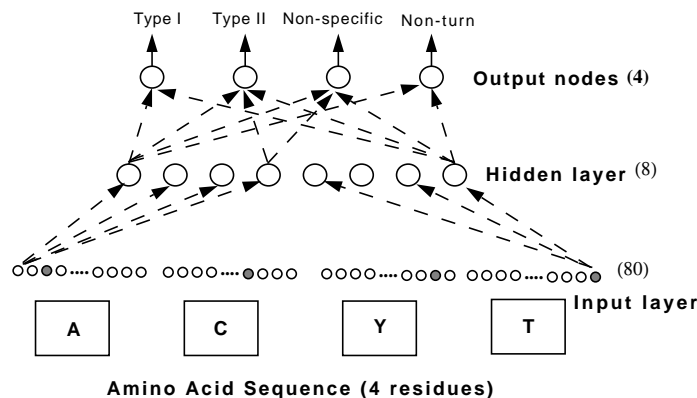 Type I Type II Non-specific Non-turn
Output nodes (4)
Hidden layer (8)
(80)
Input layer
A C Y T
Amino Acid Sequence (4 residues)